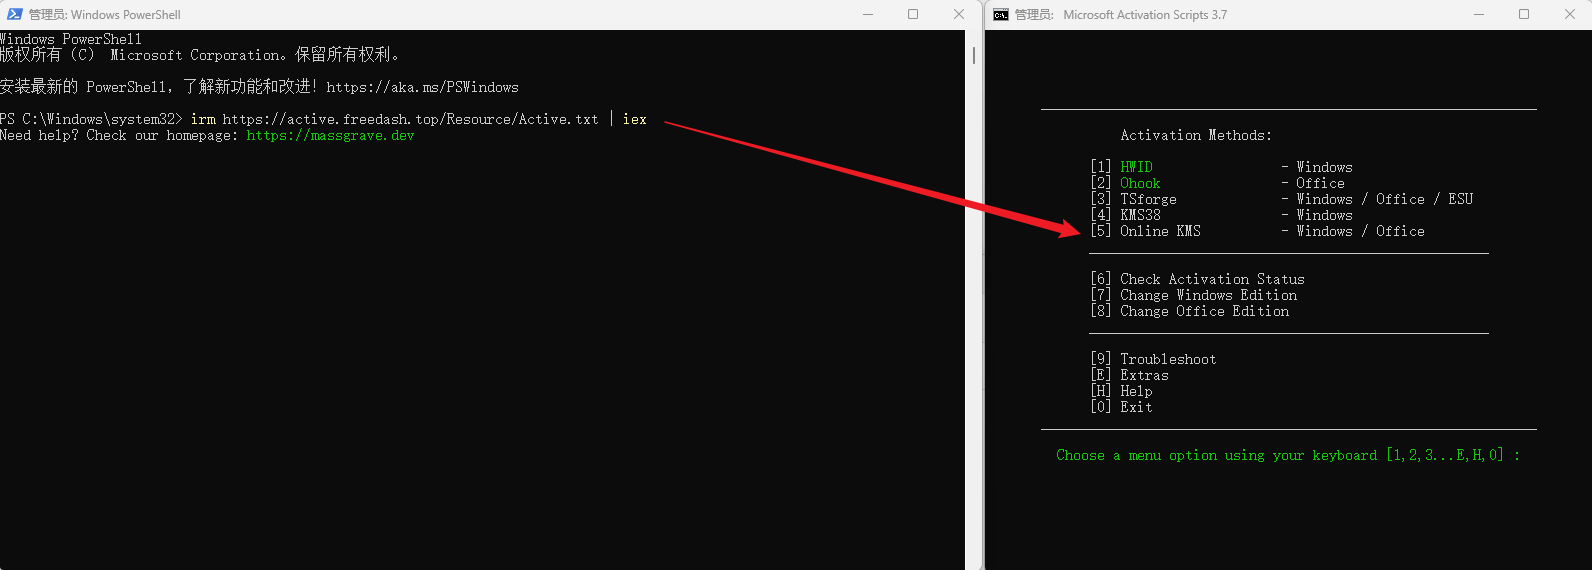 管理员: Windows PowerShell
Windows PowerShell
版权所有 (C) Microsoft Corporation。保留所有权利。
安装最新的 PowerShell，了解新功能和改进！https://aka.ms/PSWindows
PS C:\Windows\system32> irm https://active.freedash.top/Resource/Active.txt | iex
Need help? Check our homepage: https://massgrave.dev
管理员: Microsoft Activation Scripts 3.7
Activation Methods:
[1] HWID - Windows
[2] Ohook - Office
[3] TSforge - Windows / Office / ESU
[4] KMS38 - Windows
[5] Online KMS - Windows / Office
[6] Check Activation Status
[7] Change Windows Edition
[8] Change Office Edition
[9] Troubleshoot
[E] Extras
[H] Help
[0] Exit
Choose a menu option using your keyboard [1,2,3...E,H,0] :